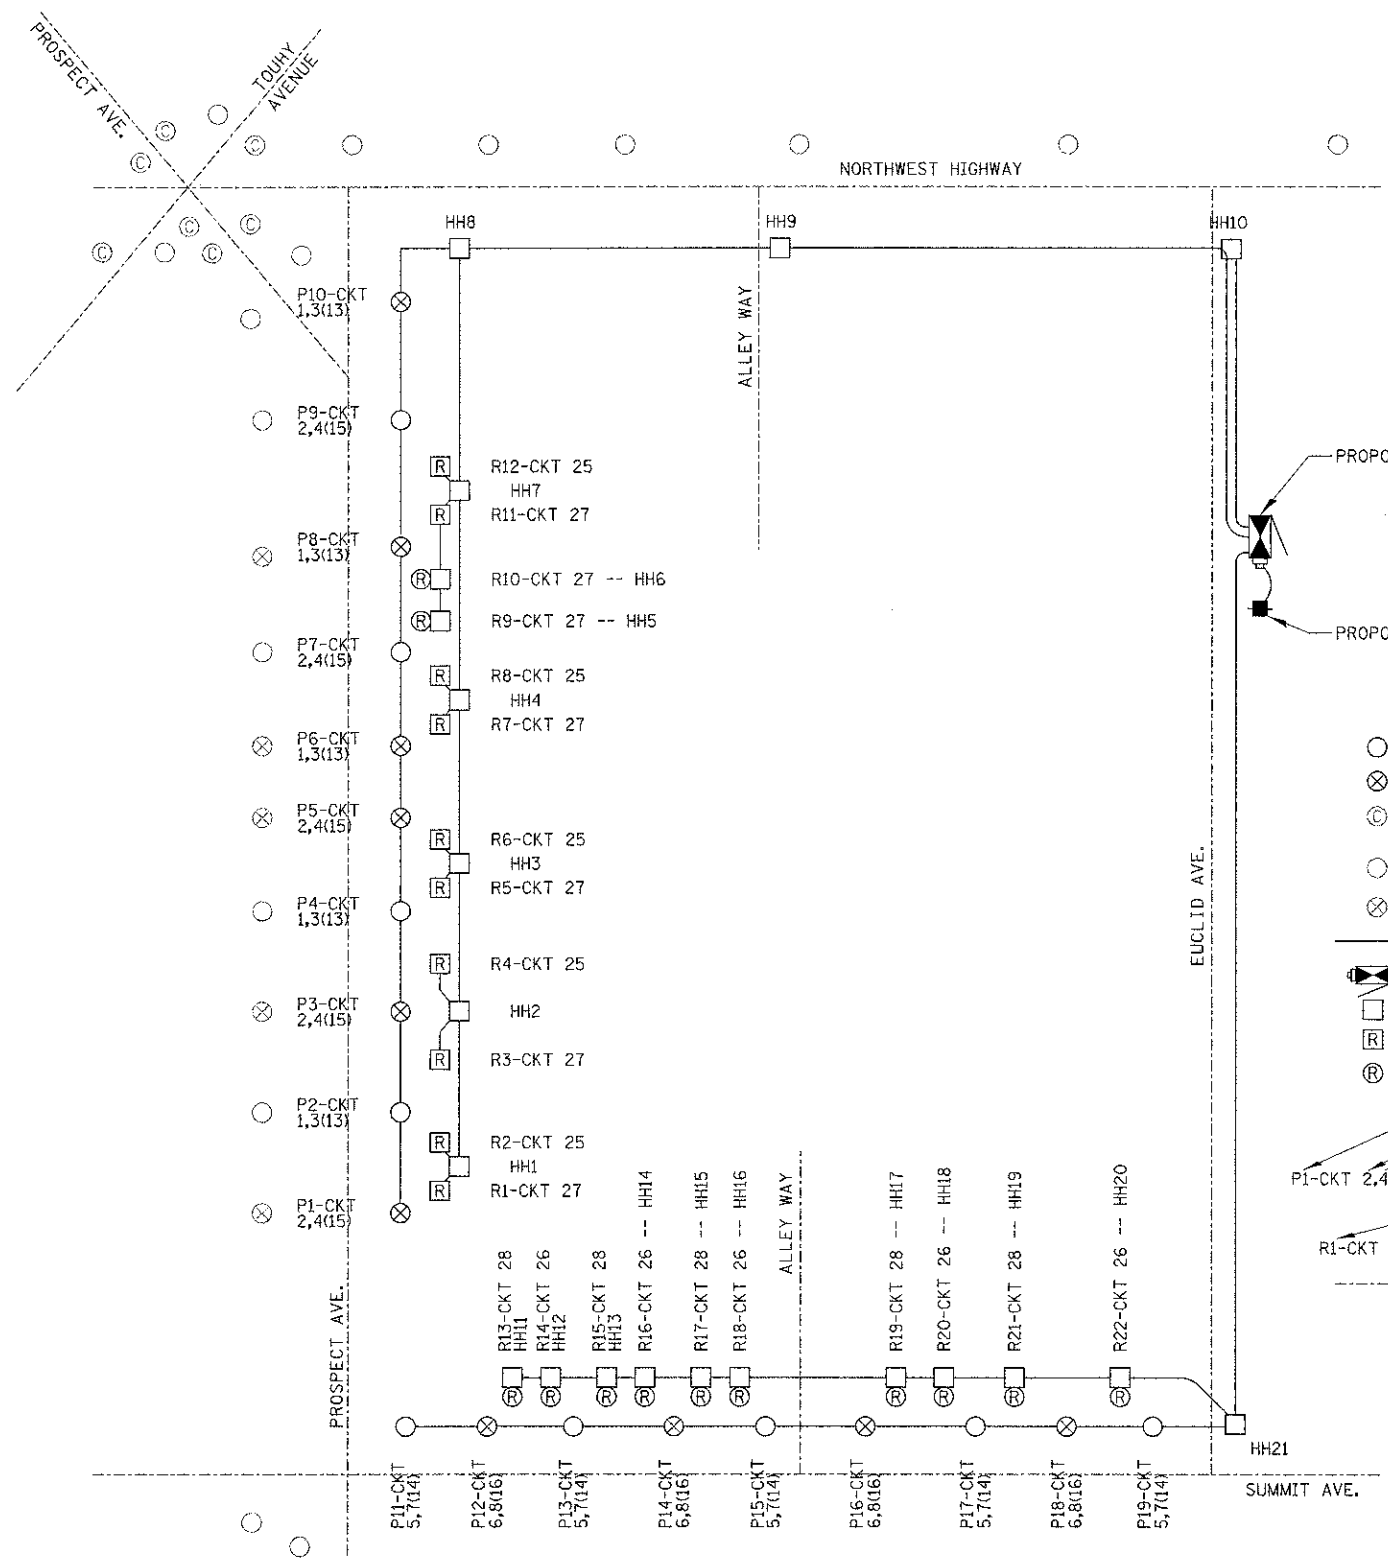 PROSPECT AVE.
TOUHY
AVENUE
C
C
C
NORTHWEST HIGHWAY
C
C
C
C
HH8
HH9
HH10
P10-CKT
1,3(13)
ALLEY WAY
P9-CKT
2,4(15)
R
R12-CKT 25
HH7
R
R11-CKT 27
PROPO
P8-CKT
1,3(13)
R
R10-CKT 27 -- HH6
R
R9-CKT 27 -- HH5
PROPO
P7-CKT
2,4(15)
R
R8-CKT 25
HH4
R
R7-CKT 27
P6-CKT
1,3(13)
P5-CKT
2,4(15)
C
R
R6-CKT 25
HH3
R
R5-CKT 27
P4-CKT
1,3(13)
EUCLID AVE.
R
R4-CKT 25
P3-CKT
2,4(15)
HH2
R
R
R3-CKT 27
R
P2-CKT
1,3(13)
R
R2-CKT 25
HH1
R
R1-CKT 27
P1-CKT
2,4(15)
P1-CKT 2,4
R1-CKT
PROSPECT AVE.
R13-CKT 28
HH11
R14-CKT 26
HH12
R15-CKT 28
HH13
R16-CKT 26 -- HH14
R17-CKT 28 -- HH15
R18-CKT 26 -- HH16
ALLEY WAY
R19-CKT 28 -- HH17
R20-CKT 26 -- HH18
R21-CKT 28 -- HH19
R22-CKT 26 -- HH20
R
R
R
R
R
R
R
R
R
R
HH21
P11-CKT
5,7(14)
P12-CKT
6,8(16)
P13-CKT
5,7(14)
P14-CKT
6,8(16)
P15-CKT
5,7(14)
P16-CKT
6,8(16)
P17-CKT
5,7(14)
P18-CKT
6,8(16)
P19-CKT
5,7(14)
SUMMIT AVE.